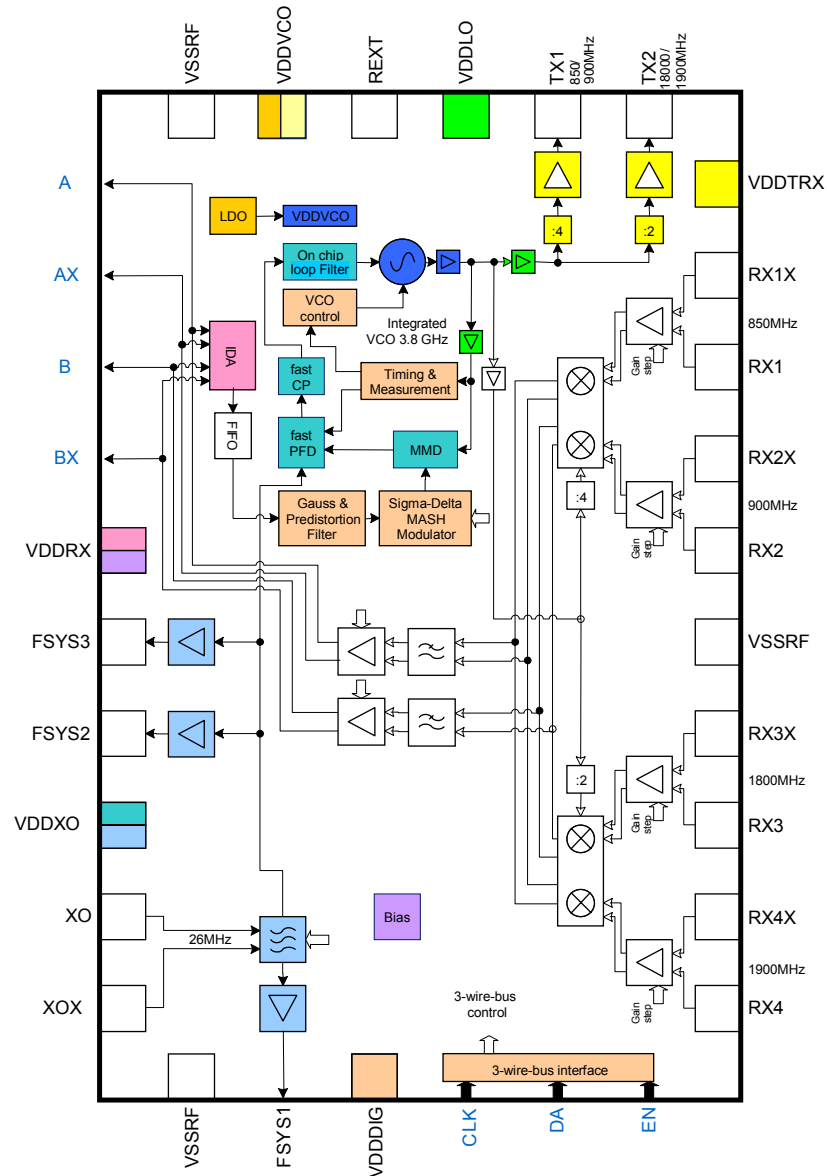 VSSRF
VDDVCO
REXT
VDDLO
TX1
850/
900MHz
TX2
18000/
1900MHz
A
AX
B
BX
VDDRX
FSYS3
FSYS2
VDDXO
XO
XOX
VDDTRX
RX1X
850MHz
RX1
RX2X
900MHz
RX2
VSSRF
RX3X
1800MHz
RX3
RX4X
1900MHz
RX4
LDO
VDDVCO
On chip
loop Filter
VCO
control
Integrated
VCO 3.8 GHz
:4
:2
IDA
FIFO
fast
CP
Timing &
Measurement
fast
PFD
MMD
Gauss &
Predistortion
Filter
Sigma-Delta
MASH
Modulator
:4
:2
Gain
step
Gain
step
Gain
step
Gain
step
26MHz
Bias
3-wire-bus
control
3-wire-bus interface
VSSRF
FSYS1
VDDDIG
CLK
DA
EN